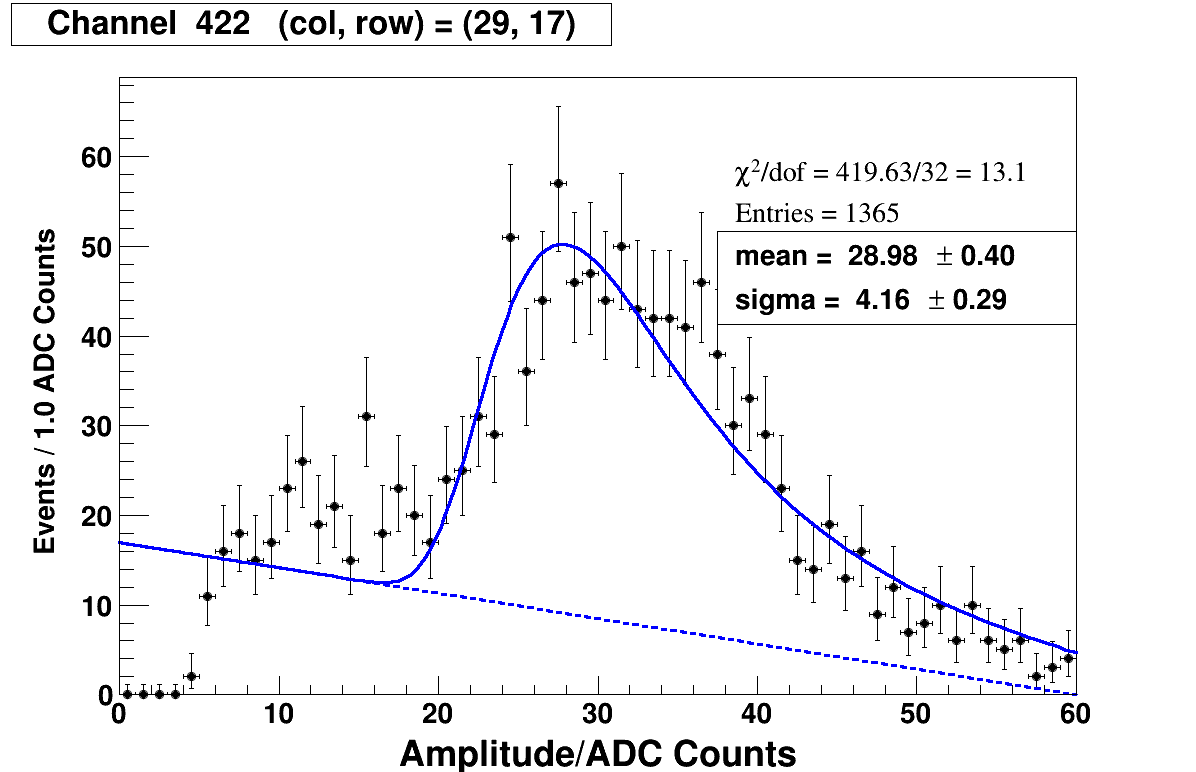 Channel 422 (col, row) = (29, 17)
χ²/dof = 419.63/32 = 13.1
Entries = 1365
mean = 28.98 ± 0.40
sigma = 4.16 ± 0.29
Events / 1.0 ADC Counts
60
50
40
30
20
10
0
0 10 20 30 40 50 60
Amplitude/ADC Counts